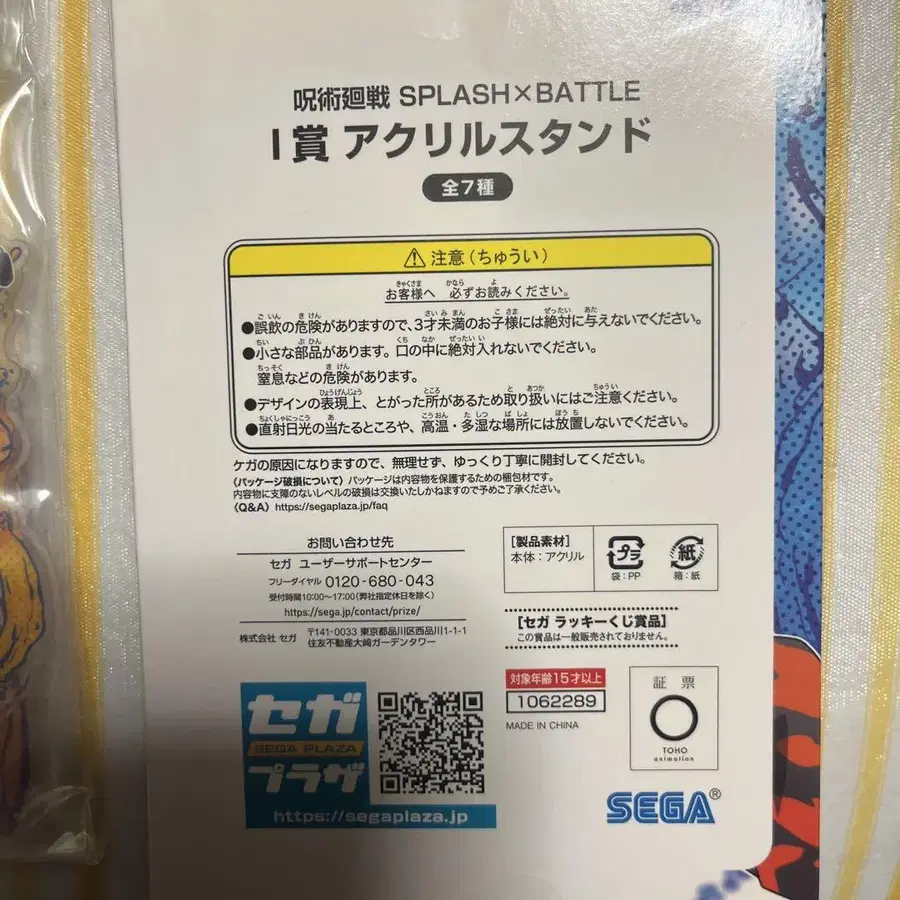 呪術廻戦 SPLASH×BATTLE
I賞 アクリルスタンド
全7種
⚠注意(ちゅうい)
お客様へ 必ずお読みください。
●誤飲の危険がありますので、3才未満のお子様には絶対に与えないでください。
●小さな部品があります。口の中に絶対入れないでください。
窒息などの危険があります。
●デザインの表現上、とがった所があるため取り扱いにはご注意ください。
●直射日光の当たるところや、高温・多湿な場所には放置しないでください。
ケガの原因になりますので、無理せず、ゆっくり丁寧に開封してください。
〈パッケージ破損について〉パッケージは内容物を保護するための梱包材です。
内容物に支障のないレベルの破損は交換いたしかねますので予めご了承ください。
〈Q&A〉https://segaplaza.jp/faq
お問い合わせ先
セガ ユーザーサポートセンター
フリーダイヤル 0120-680-043
受付時間10:00〜17:00(弊社指定休日を除く)
https://sega.jp/contact/prize/
株式会社 セガ 〒141-0033 東京都品川区西品川1-1-1
住友不動産大崎ガーデンタワー
[製品素材]
本体:アクリル
プラ
袋:PP
紙
箱:紙
[セガ ラッキーくじ賞品]
この賞品は一般販売されておりません。
対象年齢15才以上
1062289
MADE IN CHINA
証票
TOHO
animation
セガ
SEGA PLAZA
プラザ
https://segaplaza.jp
SEGA®